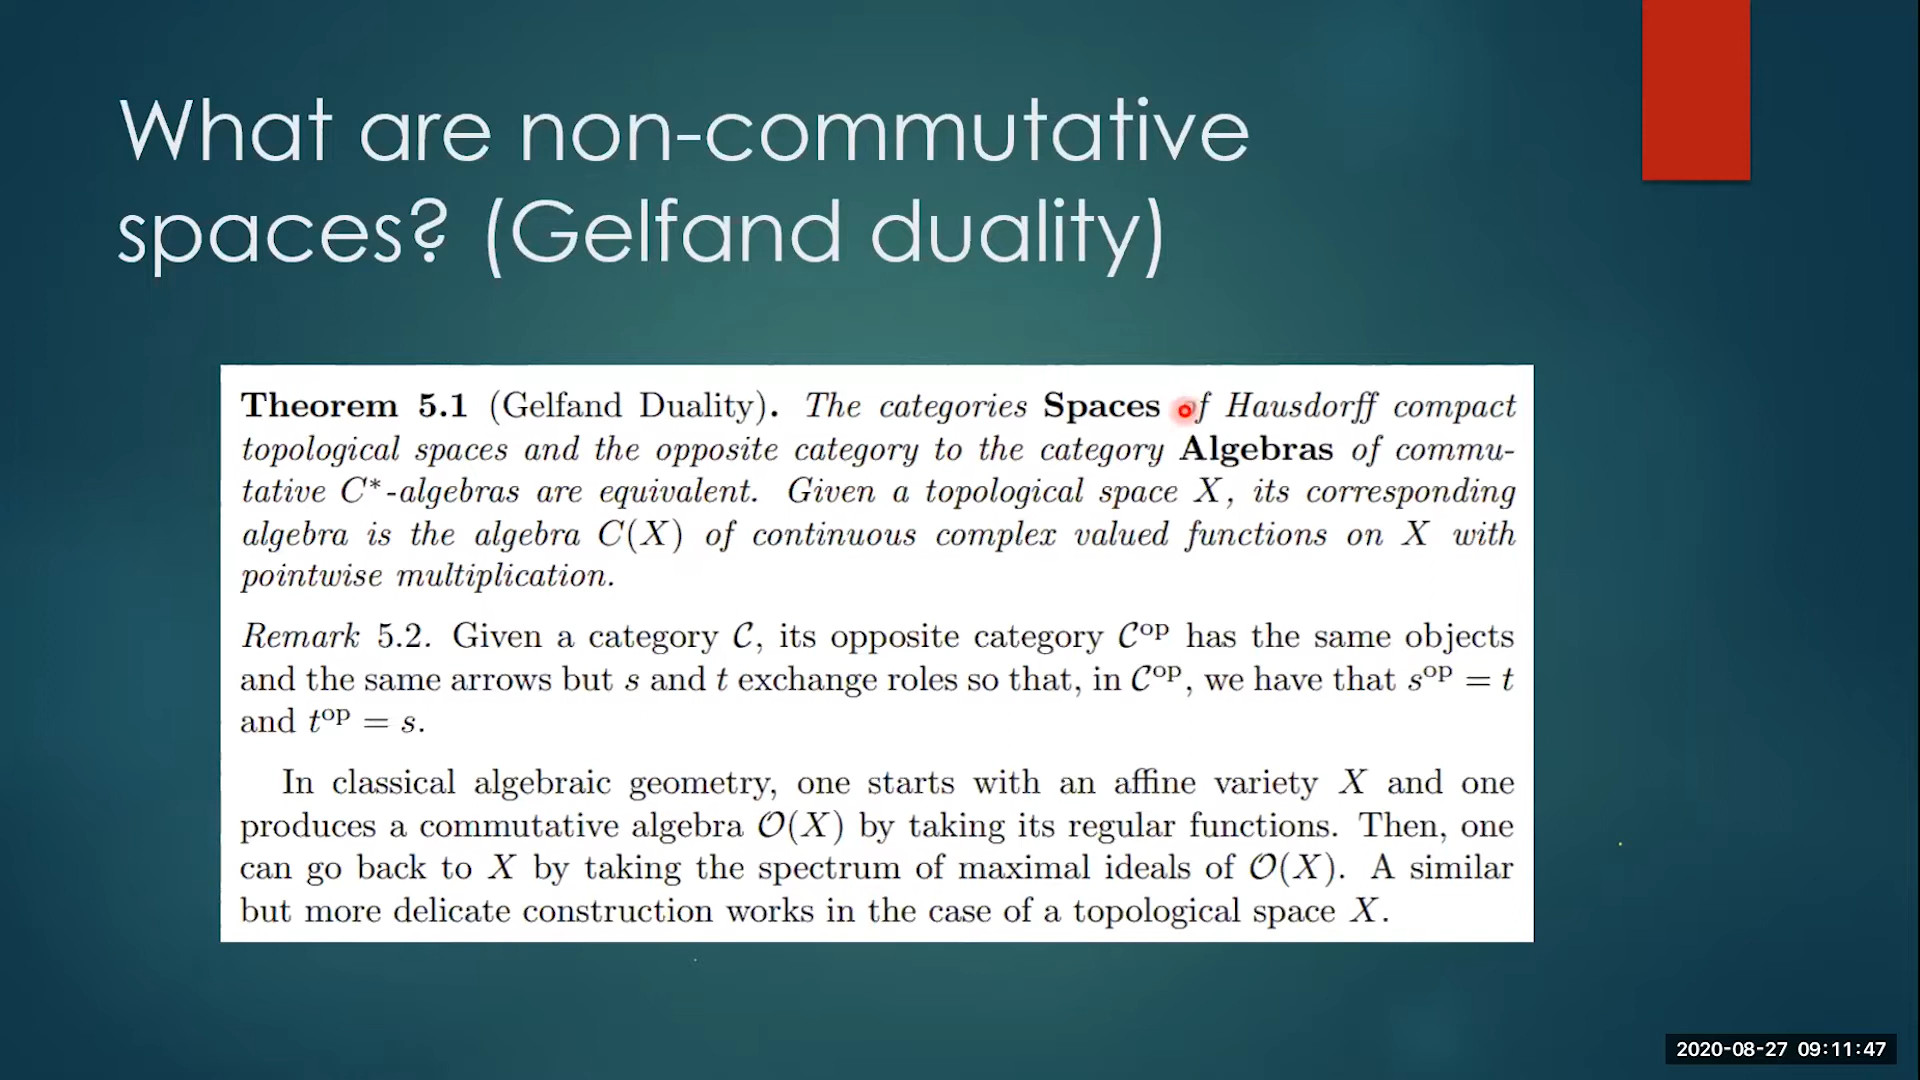 What are non-commutative
spaces? (Gelfand duality)
Theorem 5.1 (Gelfand Duality). The categories Spaces of Hausdorff compact
topological spaces and the opposite category to the category Algebras of commu-
tative C*-algebras are equivalent. Given a topological space X, its corresponding
algebra is the algebra C(X) of continuous complex valued functions on X with
pointwise multiplication.
Remark 5.2. Given a category 𝒞, its opposite category 𝒞ᵒᵖ has the same objects
and the same arrows but s and t exchange roles so that, in 𝒞ᵒᵖ, we have that sᵒᵖ = t
and tᵒᵖ = s.
In classical algebraic geometry, one starts with an affine variety X and one
produces a commutative algebra 𝒪(X) by taking its regular functions. Then, one
can go back to X by taking the spectrum of maximal ideals of 𝒪(X). A similar
but more delicate construction works in the case of a topological space X.
2020-08-27 09:11:47